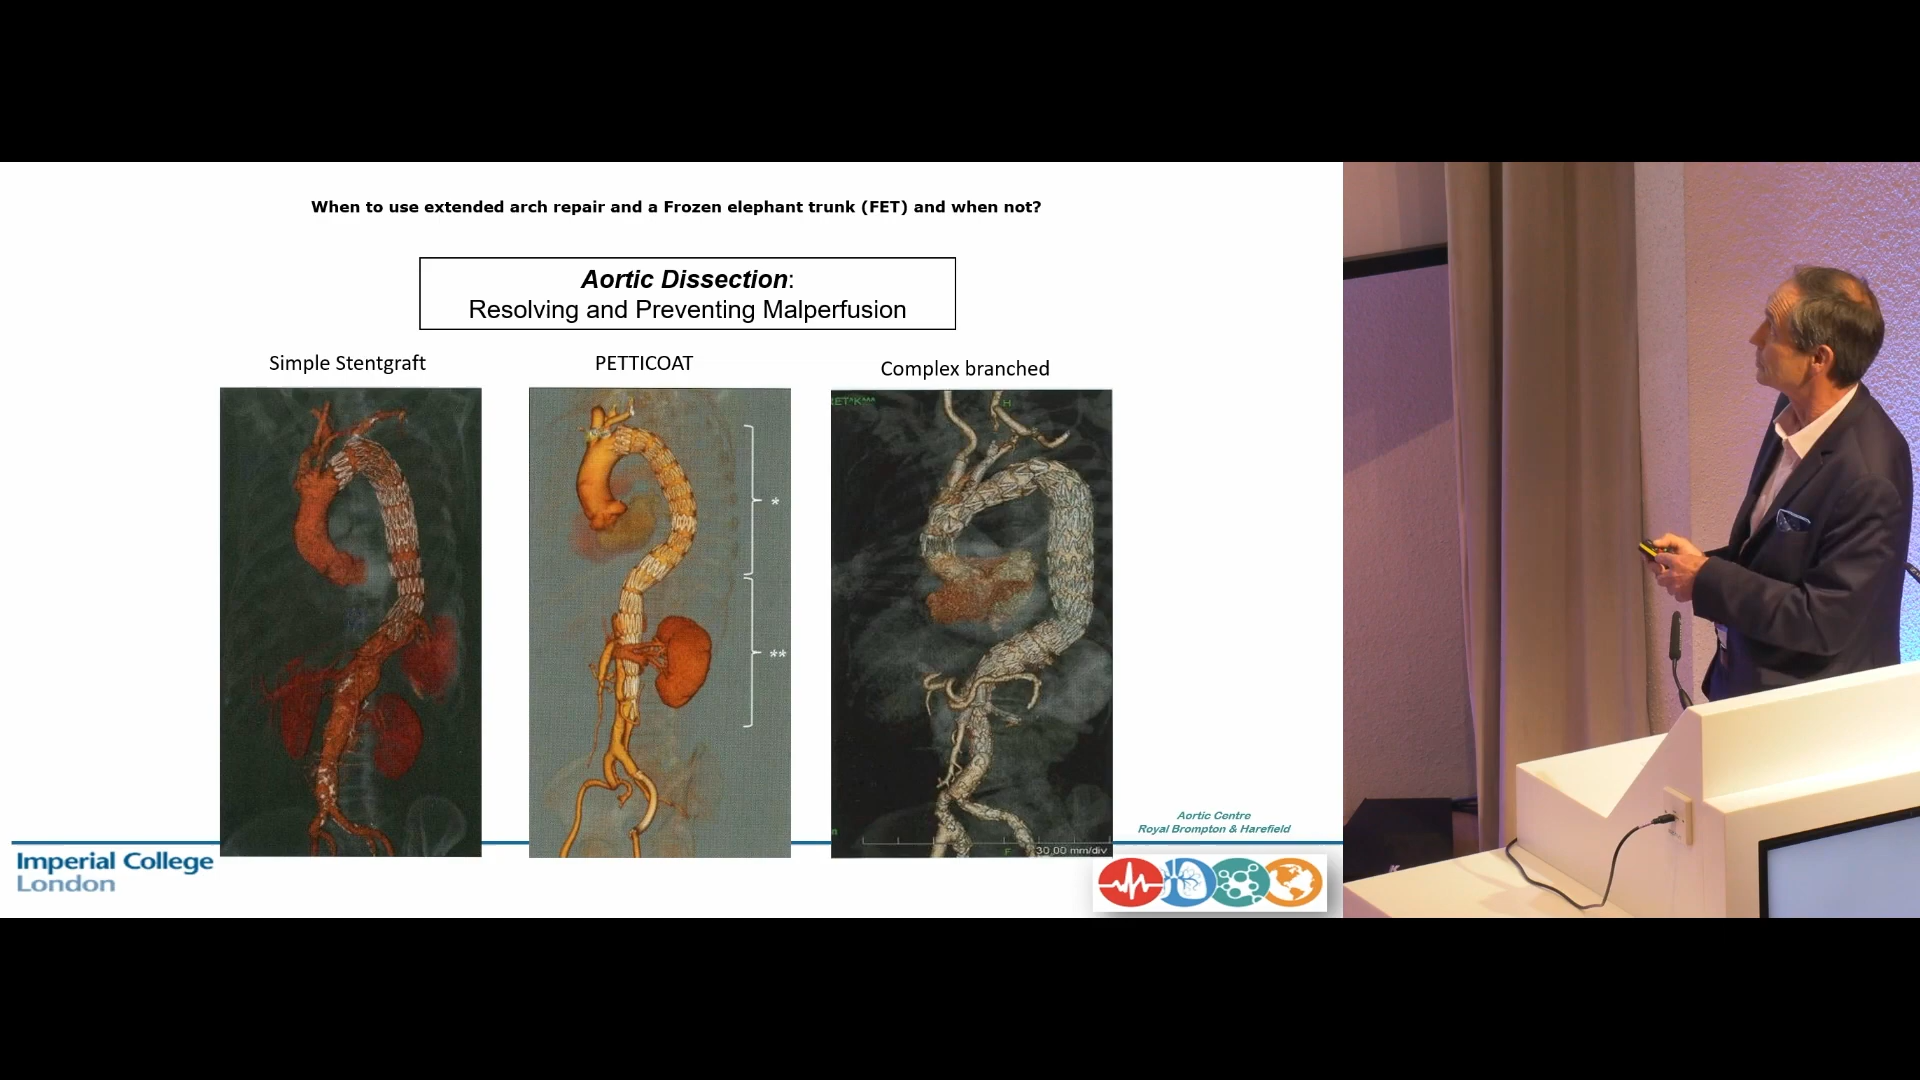 When to use extended arch repair and a Frozen elephant trunk (FET) and when not?
Aortic Dissection:
Resolving and Preventing Malperfusion
Simple Stentgraft
PETTICOAT
Complex branched
H
*
**
F
30,00 mm/div
Aortic Centre
Royal Brompton & Harefield
Imperial College
London